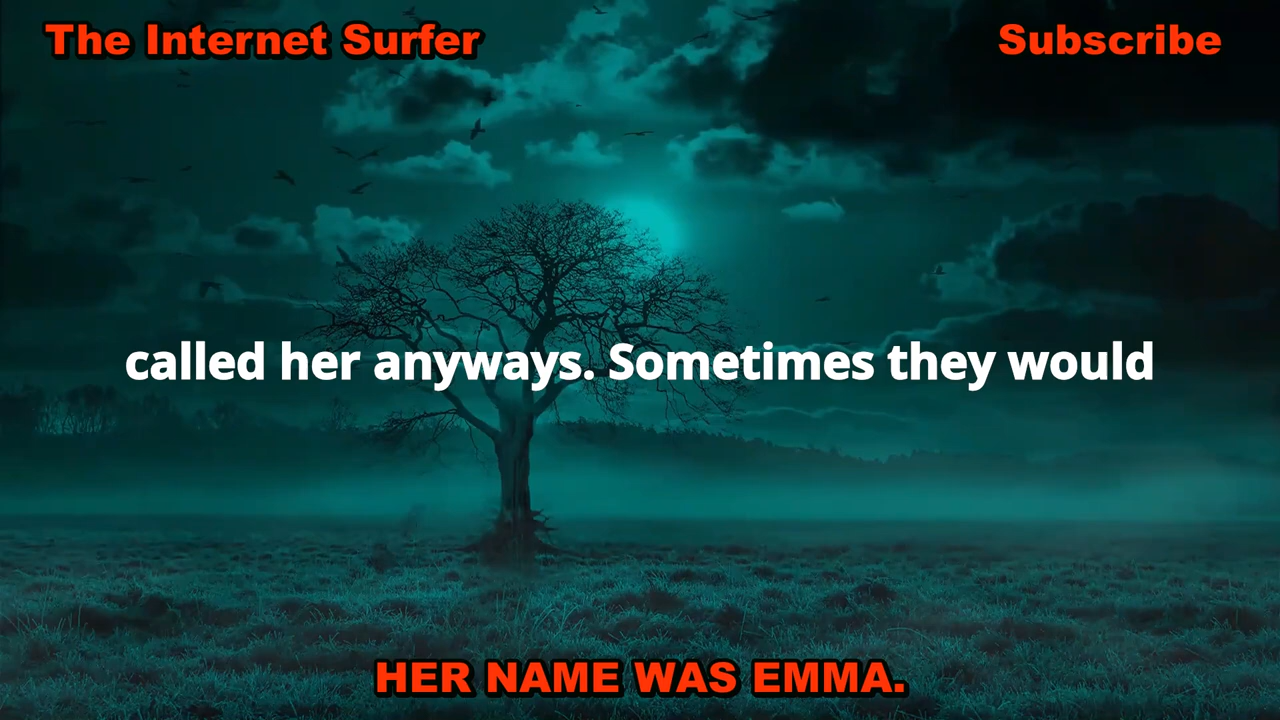 The Internet Surfer
Subscribe
called her anyways. Sometimes they would
HER NAME WAS EMMA.